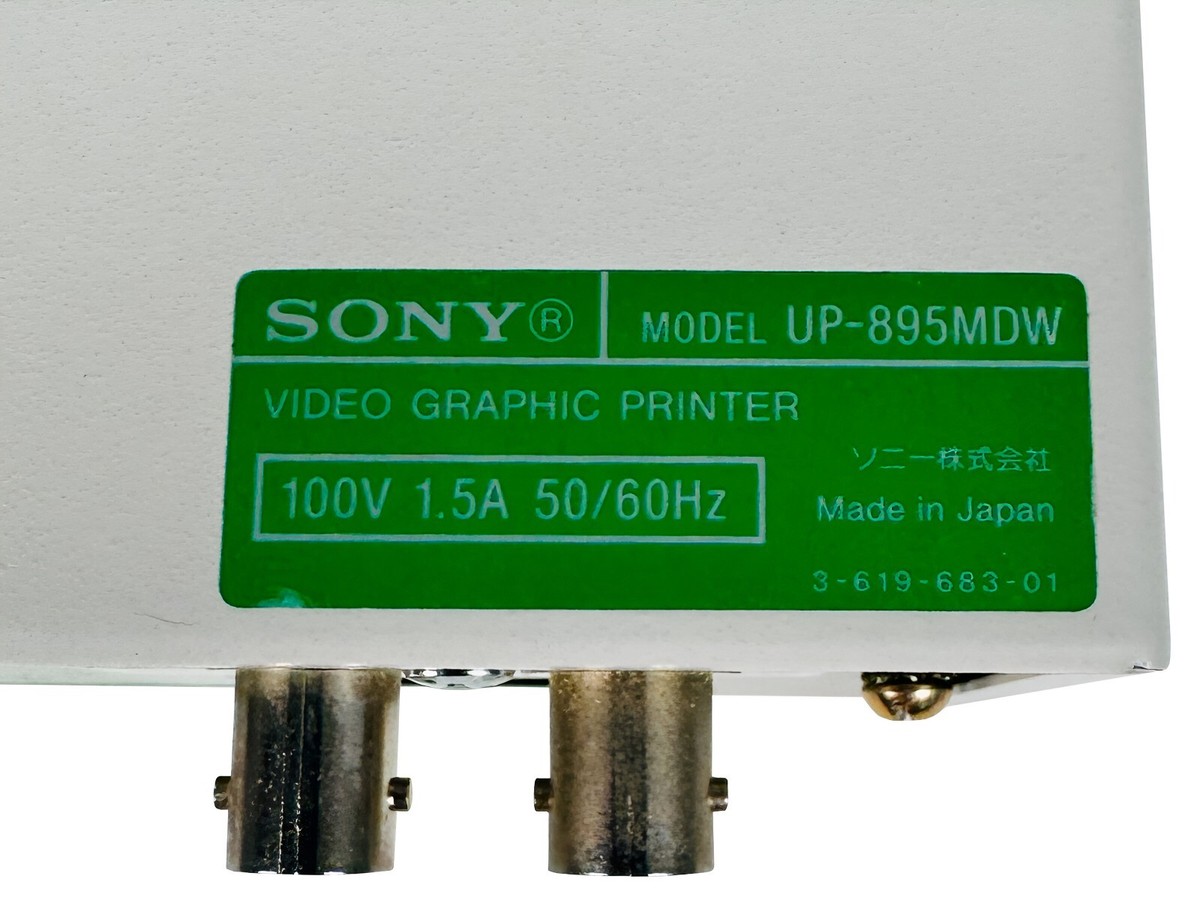 SONY®
MODEL UP-895MDW
VIDEO GRAPHIC PRINTER
100V 1.5A 50/60Hz
ソニー株式会社
Made in Japan
3-619-683-01